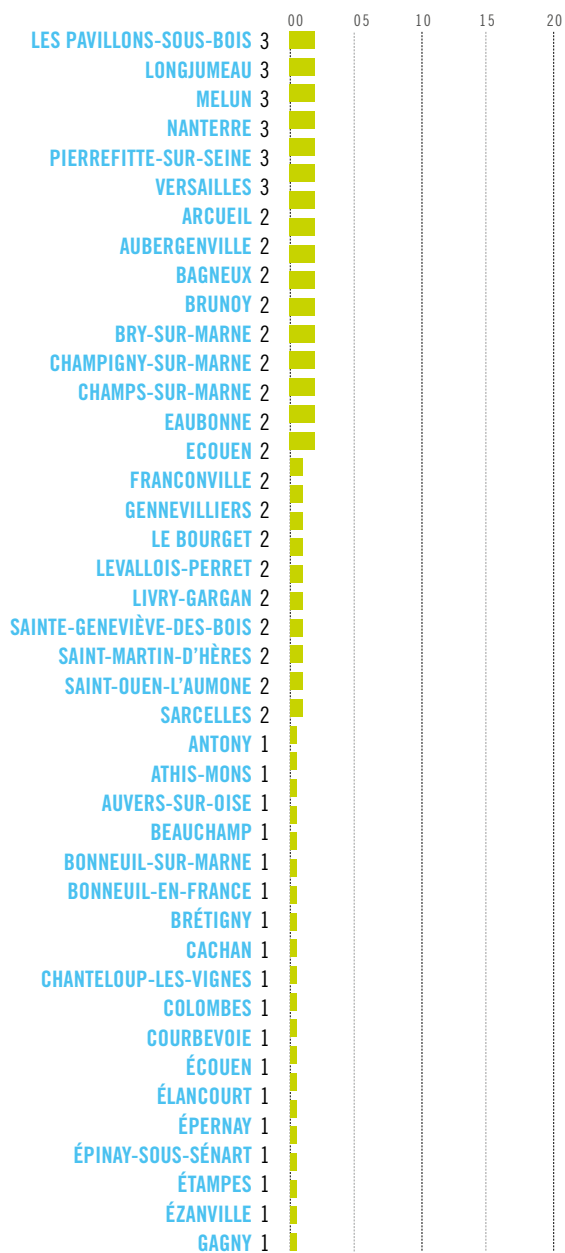 00 05 10 15 20
LES PAVILLONS-SOUS-BOIS 3
LONGJUMEAU 3
MELUN 3
NANTERRE 3
PIERREFITTE-SUR-SEINE 3
VERSAILLES 3
ARCUEIL 2
AUBERGENVILLE 2
BAGNEUX 2
BRUNOY 2
BRY-SUR-MARNE 2
CHAMPIGNY-SUR-MARNE 2
CHAMPS-SUR-MARNE 2
EAUBONNE 2
ECOUEN 2
FRANCONVILLE 2
GENNEVILLIERS 2
LE BOURGET 2
LEVALLOIS-PERRET 2
LIVRY-GARGAN 2
SAINTE-GENEVIÈVE-DES-BOIS 2
SAINT-MARTIN-D'HÈRES 2
SAINT-OUEN-L'AUMONE 2
SARCELLES 2
ANTONY 1
ATHIS-MONS 1
AUVERS-SUR-OISE 1
BEAUCHAMP 1
BONNEUIL-SUR-MARNE 1
BONNEUIL-EN-FRANCE 1
BRÉTIGNY 1
CACHAN 1
CHANTELOUP-LES-VIGNES 1
COLOMBES 1
COURBEVOIE 1
ÉCOUEN 1
ÉLANCOURT 1
ÉPERNAY 1
ÉPINAY-SOUS-SÉNART 1
ÉTAMPES 1
ÉZANVILLE 1
GAGNY 1